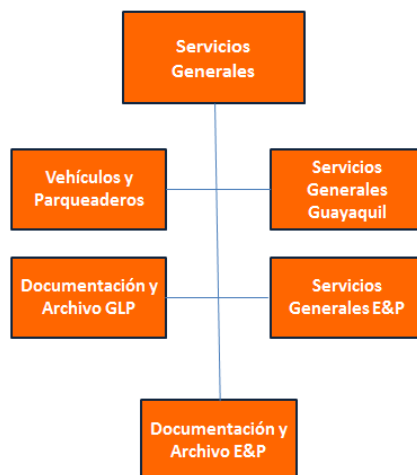 Servicios
Generales
Vehículos y
Parqueaderos
Servicios
Generales
Guayaquil
Documentación y
Archivo GLP
Servicios
Generales E&P
Documentación y
Archivo E&P